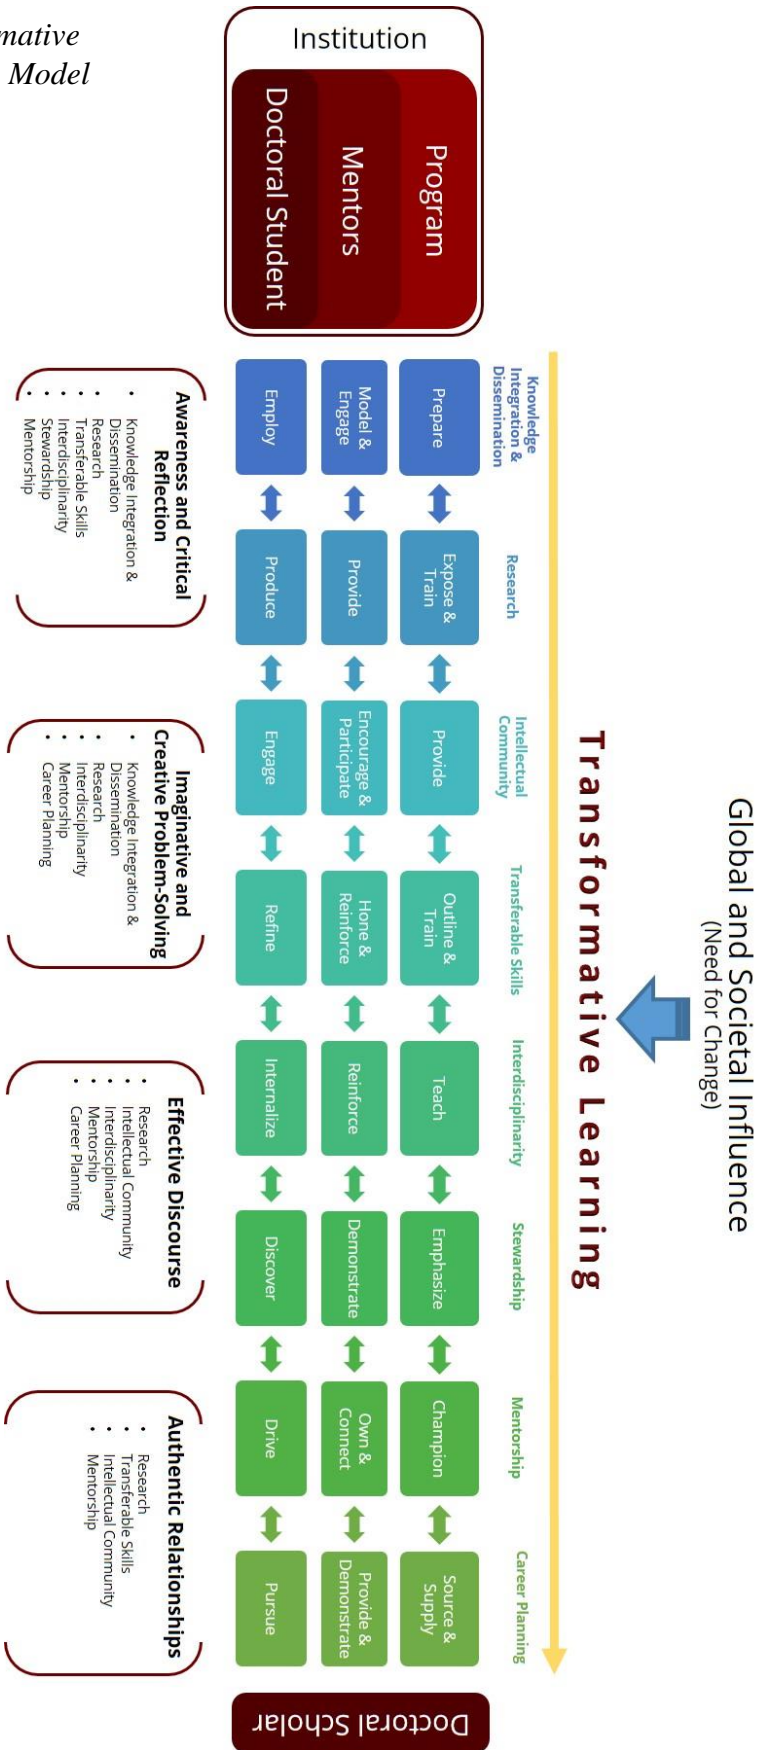 mative
Model
Global and Societal Influence
(Need for Change)
Transformative Learning
Institution
Program
Mentors
Doctoral Student
Knowledge
Integration &
Dissemination
Research
Intellectual
Community
Transferable Skills
Interdisciplinarity
Stewardship
Mentorship
Career Planning
Prepare
Expose &
Train
Provide
Outline &
Train
Teach
Emphasize
Champion
Source &
Supply
Model &
Engage
Provide
Encourage &
Participate
Hone &
Reinforce
Reinforce
Demonstrate
Own &
Connect
Provide &
Demonstrate
Employ
Produce
Engage
Refine
Internalize
Discover
Drive
Pursue
Doctoral Scholar
Awareness and Critical
Reflection
• Knowledge Integration &
Dissemination
• Research
• Transferable Skills
• Interdisciplinarity
• Stewardship
• Mentorship
Imaginative and
Creative Problem-Solving
• Knowledge Integration &
Dissemination
• Research
• Interdisciplinarity
• Mentorship
• Career Planning
Effective Discourse
• Research
• Intellectual Community
• Interdisciplinarity
• Mentorship
• Career Planning
Authentic Relationships
• Research
• Transferable Skills
• Intellectual Community
• Mentorship